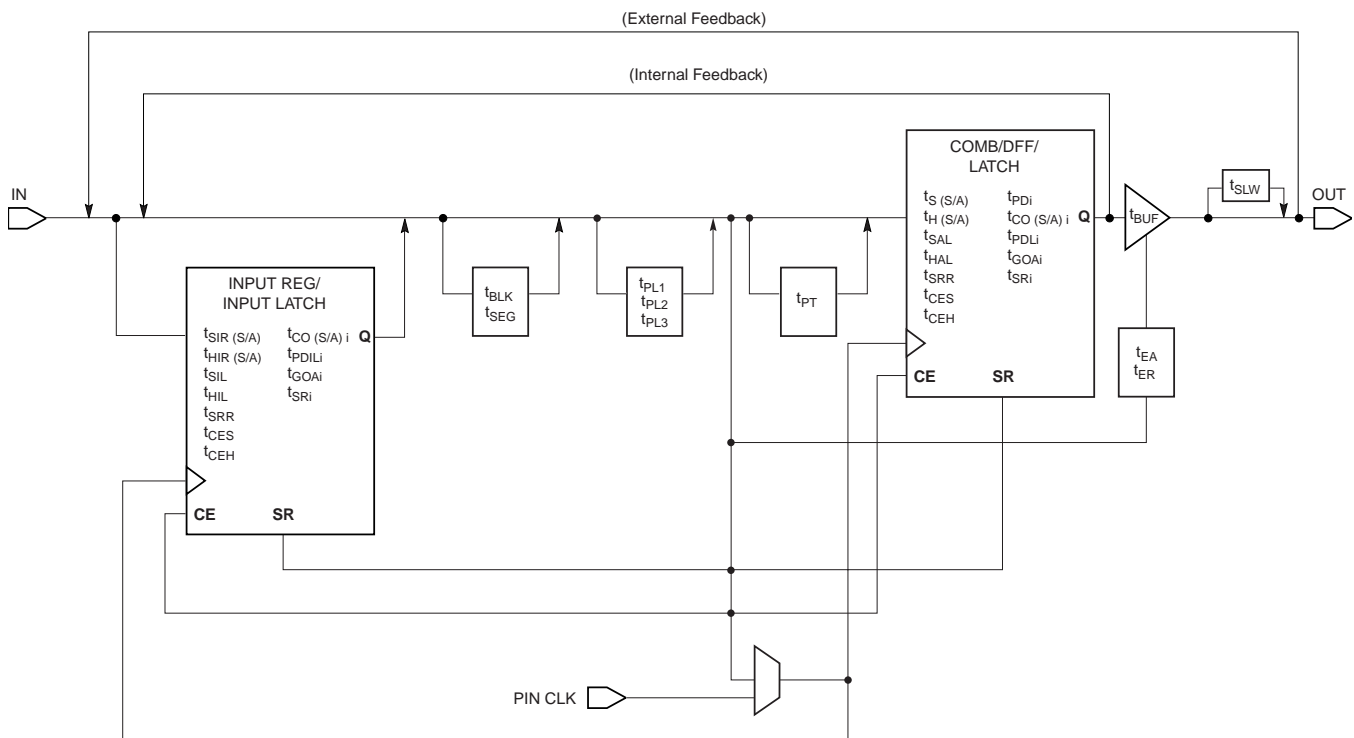 (External Feedback)
(Internal Feedback)
IN
COMB/DFF/
LATCH
tS (S/A) tPDi
tH (S/A) tCO (S/A) i Q
tSAL tPDLi
tHAL tGOAi
tSRR tSRi
tCES
tCEH
CE SR
tBUF
tSLW
OUT
INPUT REG/
INPUT LATCH
tSIR (S/A) tCO (S/A) i Q
tHIR (S/A) tPDILi
tSIL tGOAi
tHIL tSRi
tSRR
tCES
tCEH
CE SR
tBLK
tSEG
tPL1
tPL2
tPL3
tPT
tEA
tER
PIN CLK